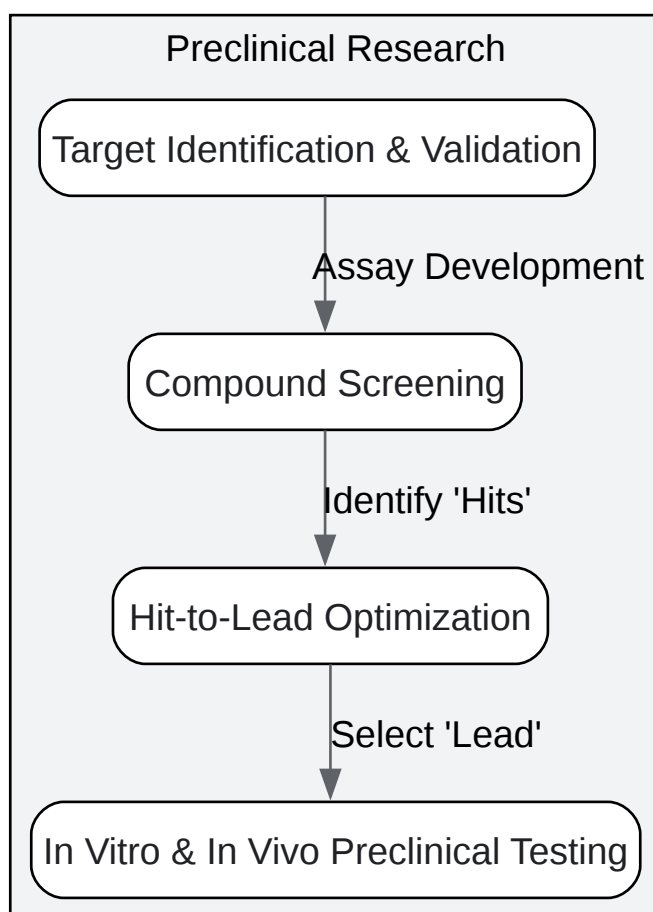 Preclinical Research
Target Identification & Validation
Assay Development
Compound Screening
Identify 'Hits'
Hit-to-Lead Optimization
Select 'Lead'
In Vitro & In Vivo Preclinical Testing